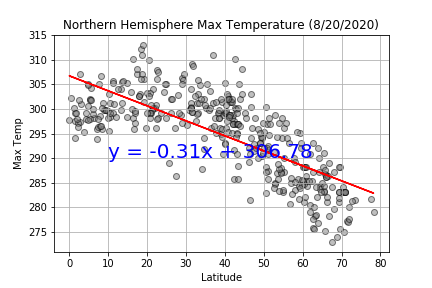 Northern Hemisphere Max Temperature (8/20/2020)
315
310
305
300
295
290
285
280
275
Max Temp
y = -0.31x + 306.78
0 10 20 30 40 50 60 70 80
Latitude